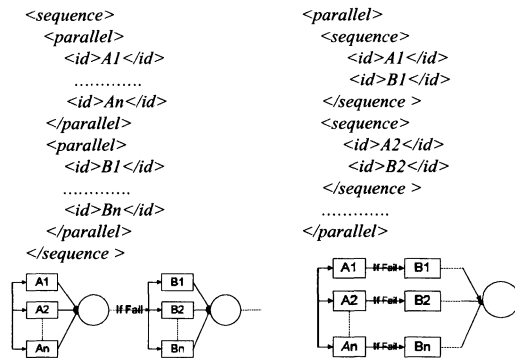 <sequence>
<parallel>
<id>A1</id>
.............
<id>An</id>
</parallel>
<parallel>
<id>B1</id>
.............
<id>Bn</id>
</parallel>
</sequence >
<parallel>
<sequence>
<id>A1</id>
<id>B1</id>
</sequence >
<sequence>
<id>A2</id>
<id>B2</id>
</sequence >
.............
</parallel>
A1
A2
An
If Fail
B1
B2
Bn
A1 If Fail B1
A2 If Fail B2
An If Fail Bn